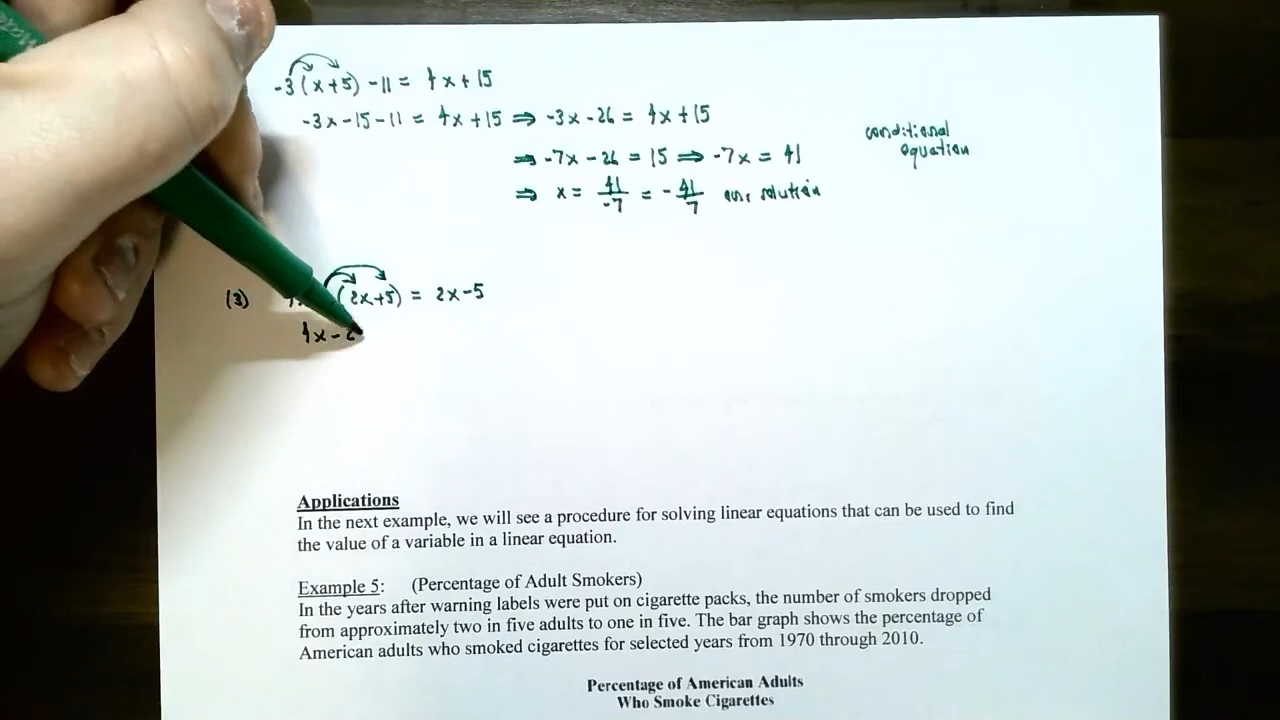 -3(x+5) -11 = 4x+15
-3x-15-11 = 4x+15 ⇒ -3x-26 = 4x+15
⇒ -7x-26 = 15 ⇒ -7x = 41
⇒ x = 41/-7 = -41/7 one solution
conditional
equation
(3) (2x+5) = 2x-5
4x-
Applications
In the next example, we will see a procedure for solving linear equations that can be used to find
the value of a variable in a linear equation.
Example 5: (Percentage of Adult Smokers)
In the years after warning labels were put on cigarette packs, the number of smokers dropped
from approximately two in five adults to one in five. The bar graph shows the percentage of
American adults who smoked cigarettes for selected years from 1970 through 2010.
Percentage of American Adults
Who Smoke Cigarettes